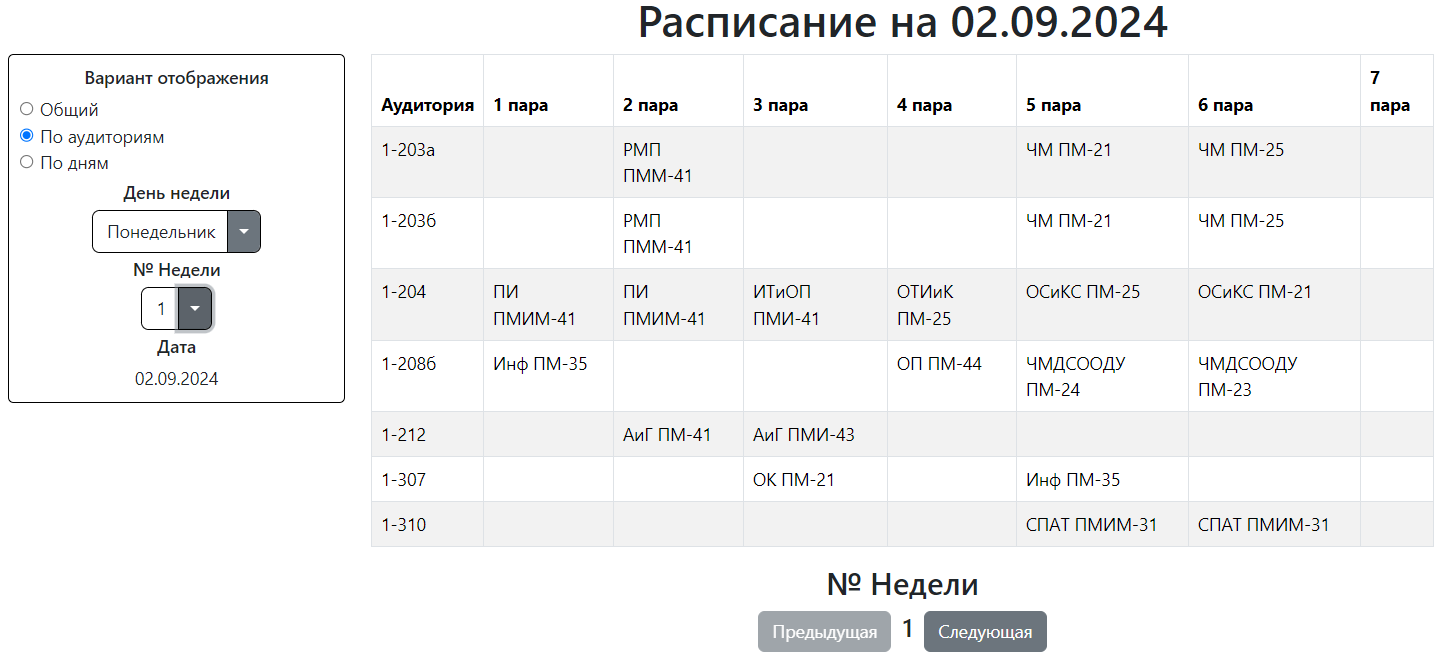 Расписание на 02.09.2024
Вариант отображения
Общий
По аудиториям
По дням
День недели
Понедельник
№ Недели
1
Дата
02.09.2024
Аудитория 1 пара 2 пара 3 пара 4 пара 5 пара 6 пара 7 пара
1-203а РМП ПММ-41 ЧМ ПМ-21 ЧМ ПМ-25
1-203б РМП ПММ-41 ЧМ ПМ-21 ЧМ ПМ-25
1-204 ПИ ПМИМ-41 ПИ ПМИМ-41 ИТиОП ПМИ-41 ОТИиК ПМ-25 ОСиКС ПМ-25 ОСиКС ПМ-21
1-208б Инф ПМ-35 ОП ПМ-44 ЧМДСООДУ ПМ-24 ЧМДСООДУ ПМ-23
1-212 АиГ ПМ-41 АиГ ПМИ-43
1-307 ОК ПМ-21 Инф ПМ-35
1-310 СПАТ ПМИМ-31 СПАТ ПМИМ-31
№ Недели
Предыдущая 1 Следующая